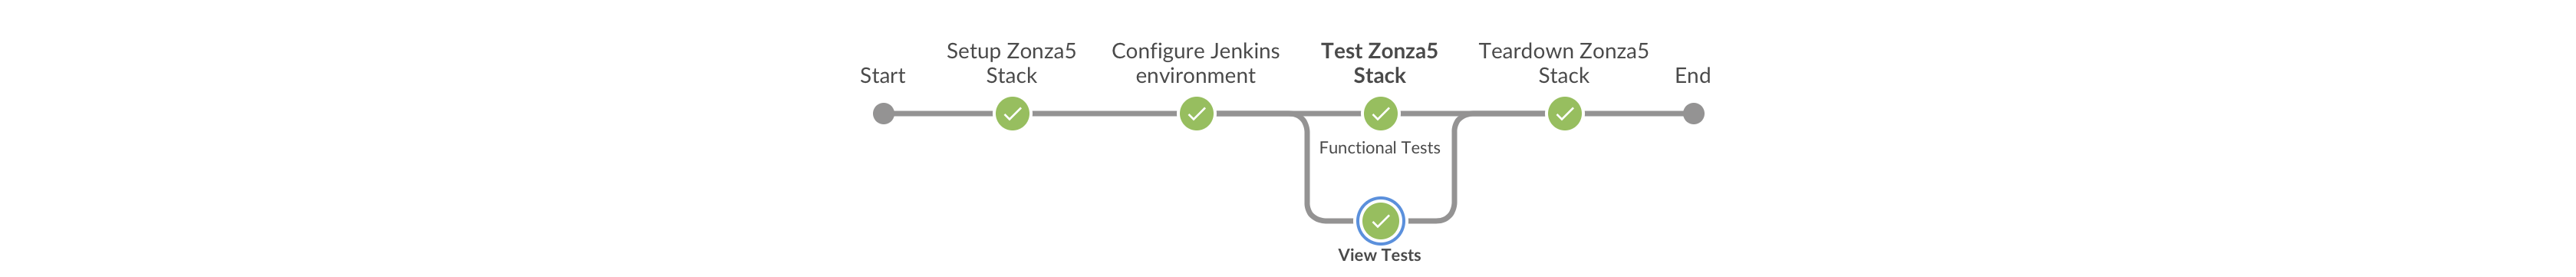 Start
Setup Zonza5
Stack
Configure Jenkins
environment
Test Zonza5
Stack
Teardown Zonza5
Stack
End
Functional Tests
View Tests